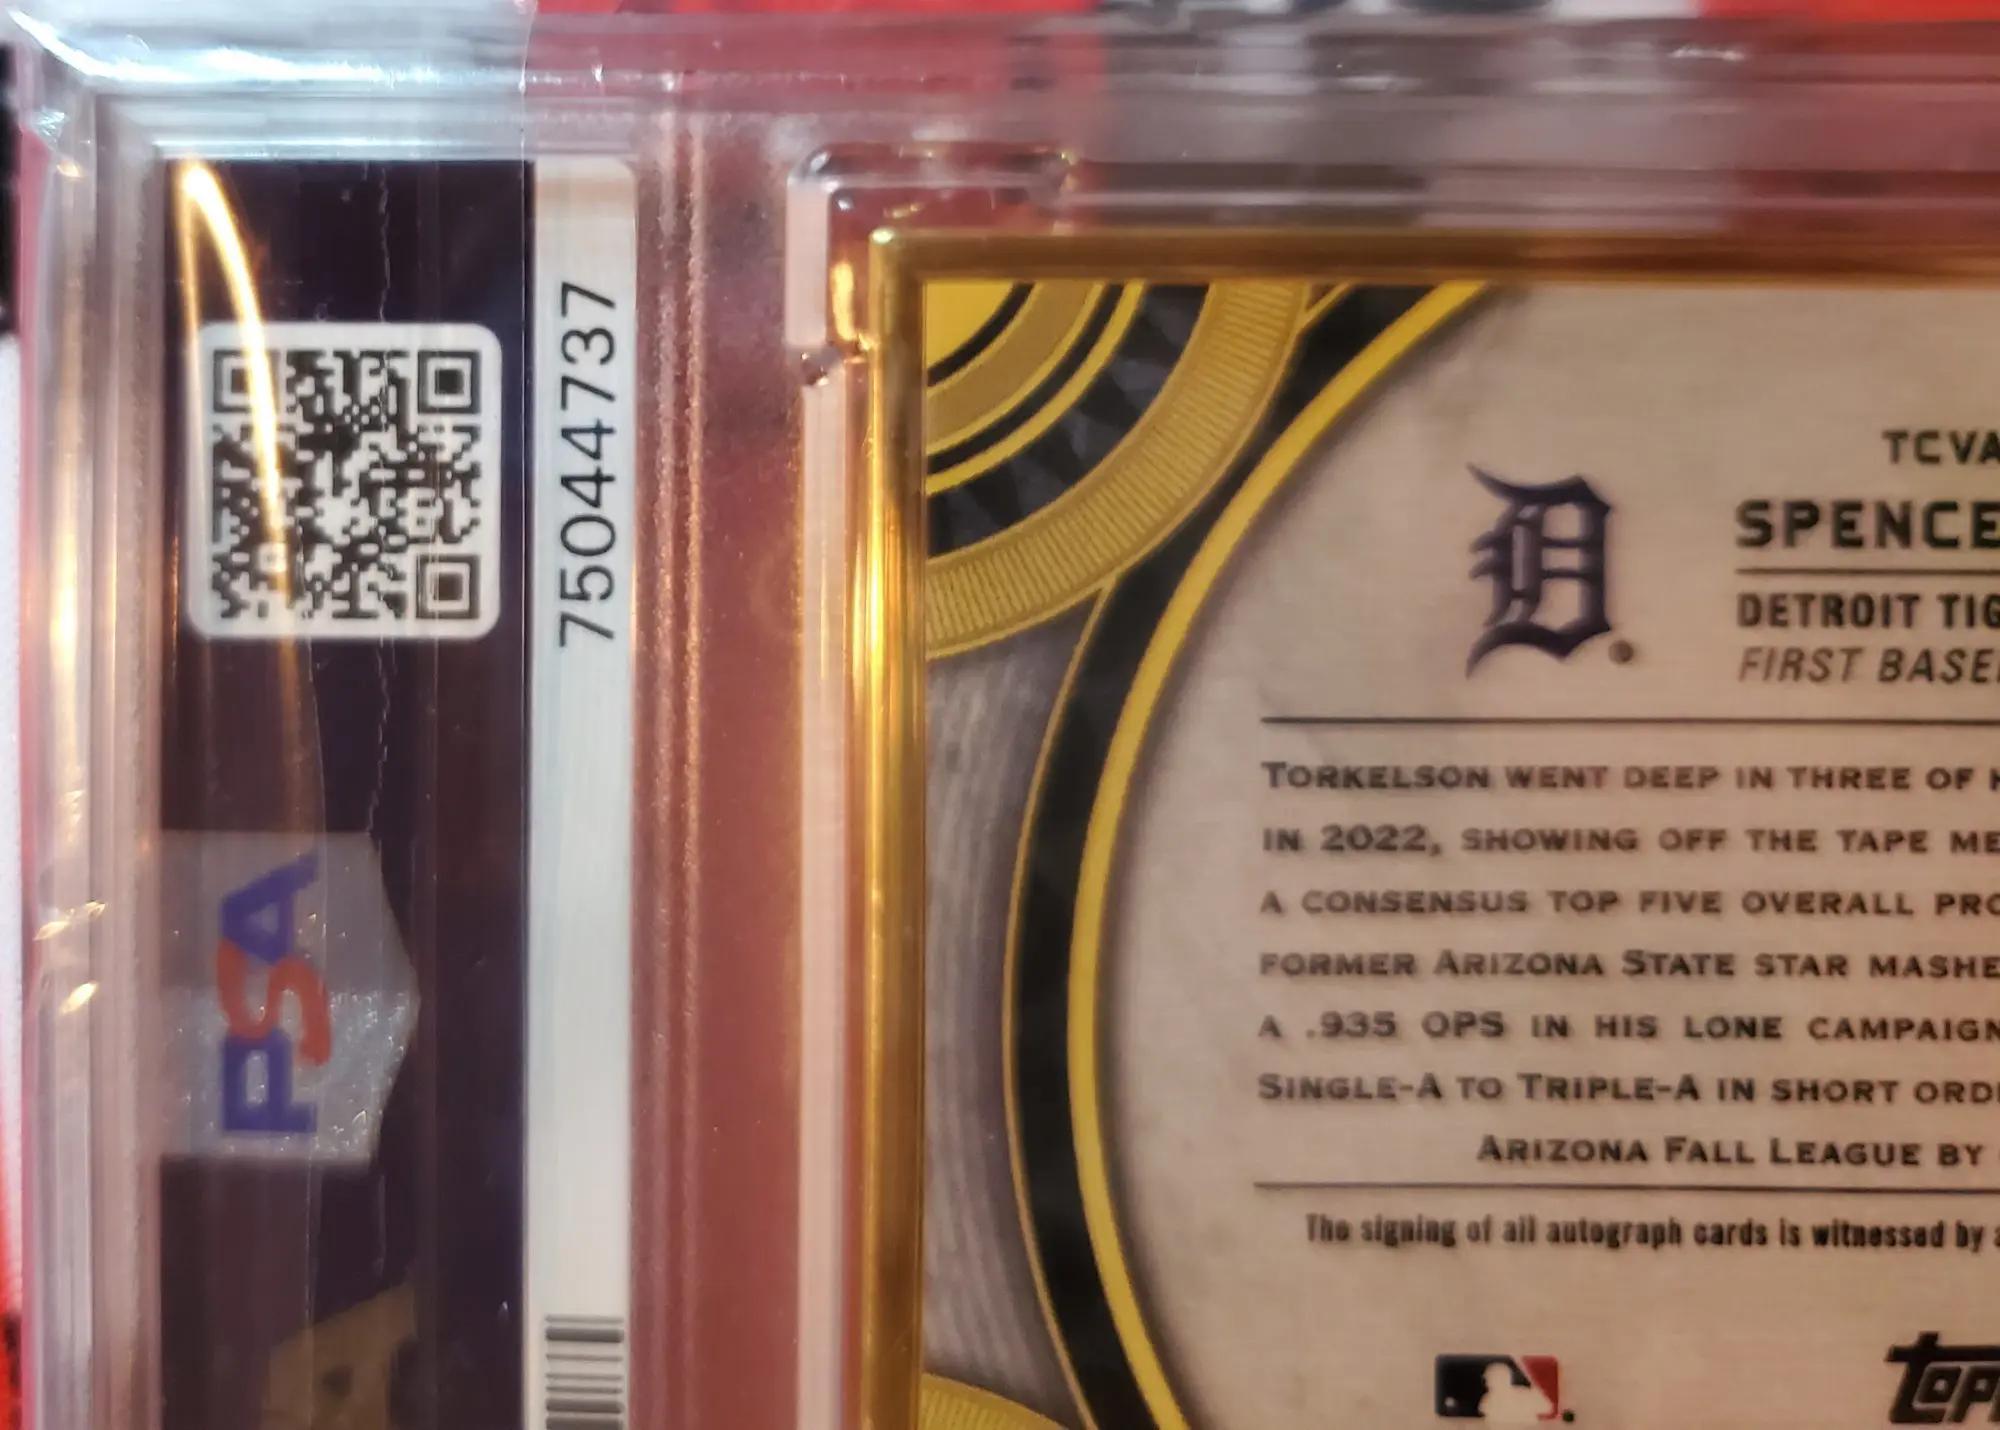 75044737
PSA
TCVA
SPENCE
DETROIT TIG
FIRST BASE
TORKELSON WENT DEEP IN THREE OF H
IN 2022, SHOWING OFF THE TAPE ME
A CONSENSUS TOP FIVE OVERALL PRO
FORMER ARIZONA STATE STAR MASHE
A .935 OPS IN HIS LONE CAMPAIGN
SINGLE-A TO TRIPLE-A IN SHORT ORD
ARIZONA FALL LEAGUE BY
The signing of all autograph cards is witnessed by a
TOPP